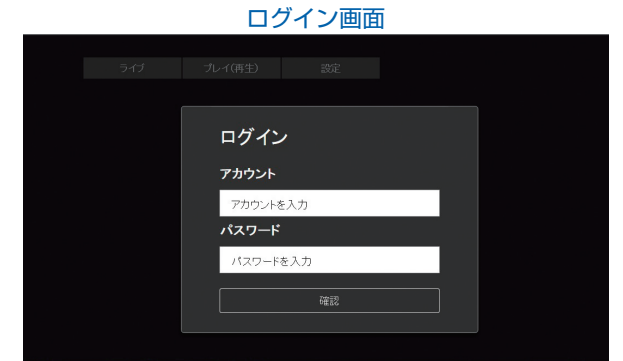 ログイン画面
ライブ
プレイ(再生)
設定
ログイン
アカウント
アカウントを入力
パスワード
パスワードを入力
確認